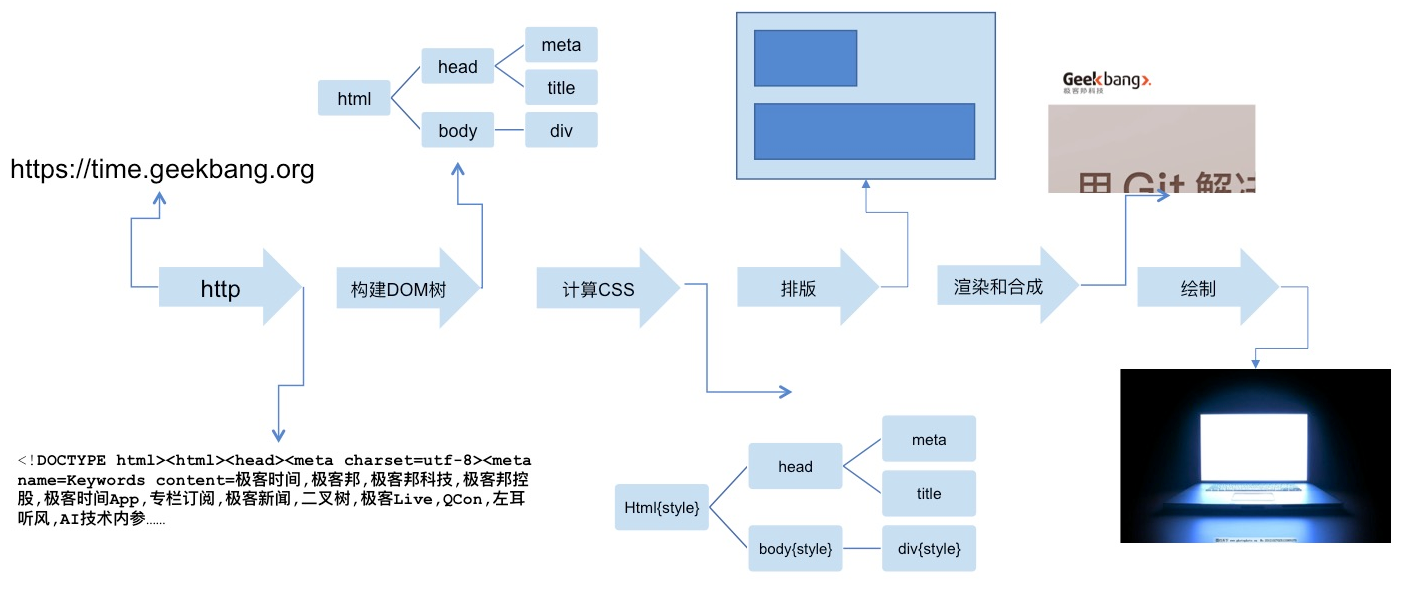 meta
head
title
html
body
div
https://time.geekbang.org
Geekbang>.
极客邦科技
用 Git 解
http
构建DOM树
计算CSS
排版
渲染和合成
绘制
<!DOCTYPE html><html><head><meta charset=utf-8><meta
name=Keywords content=极客时间,极客邦,极客邦科技,极客邦控
股,极客时间App,专栏订阅,极客新闻,二叉树,极客Live,QCon,左耳
听风,AI技术内参……
meta
head
title
Html{style}
body{style}
div{style}